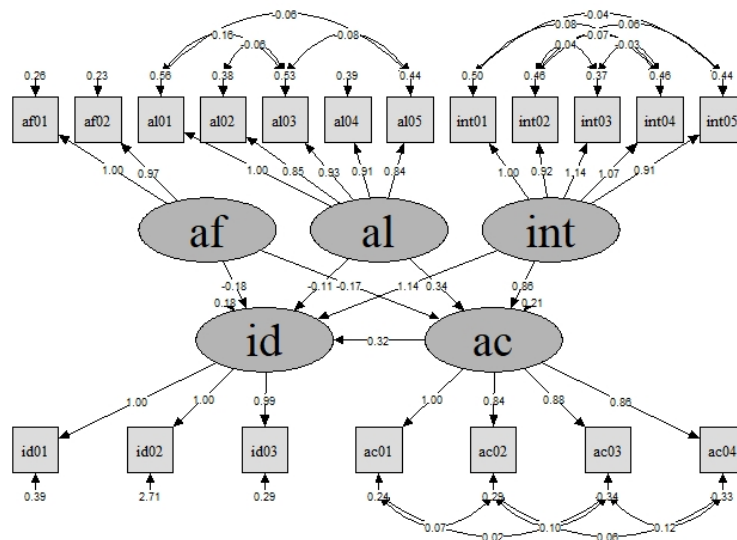 -0.06
-0.04
0.16
-0.08
0.08
-0.06
-0.06
-0.07
0.04
-0.03
0.26
0.23
0.56
0.38
0.53
0.39
0.44
0.50
0.46
0.37
0.46
0.44
af01
af02
al01
al02
al03
al04
al05
int01
int02
int03
int04
int05
1.00
0.97
1.00
0.85
0.93
0.91
0.84
1.00
0.92
1.14
1.07
0.91
af
al
int
-0.18
-0.11
-0.17
0.34
1.14
0.86
0.18
0.21
id
0.32
ac
1.00
1.00
0.99
1.00
0.84
0.88
0.86
id01
id02
id03
ac01
ac02
ac03
ac04
0.39
2.71
0.29
0.24
0.29
0.34
0.33
0.07
0.10
0.12
0.02
0.06